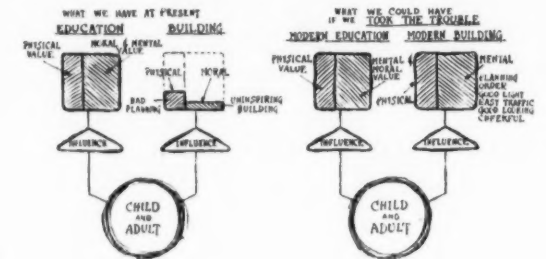 WHAT WE HAVE AT PRESENT
EDUCATION BUILDING
PHYSICAL VALUE
MORAL & MENTAL VALUE
PHYSICAL
MORAL
BAD PLANNING
UNINSPIRING BUILDING
INFLUENCE
INFLUENCE
CHILD
AND
ADULT
WHAT WE COULD HAVE
IF WE TOOK THE TROUBLE
MODERN EDUCATION MODERN BUILDING
PHYSICAL VALUE
MENTAL & MORAL VALUE
PHYSICAL
MENTAL
PLANNING
ORDER
GOOD LIGHT
EASY TRAFFIC
GOOD LOOKING
CHEERFUL
INFLUENCE
INFLUENCE
CHILD
AND
ADULT